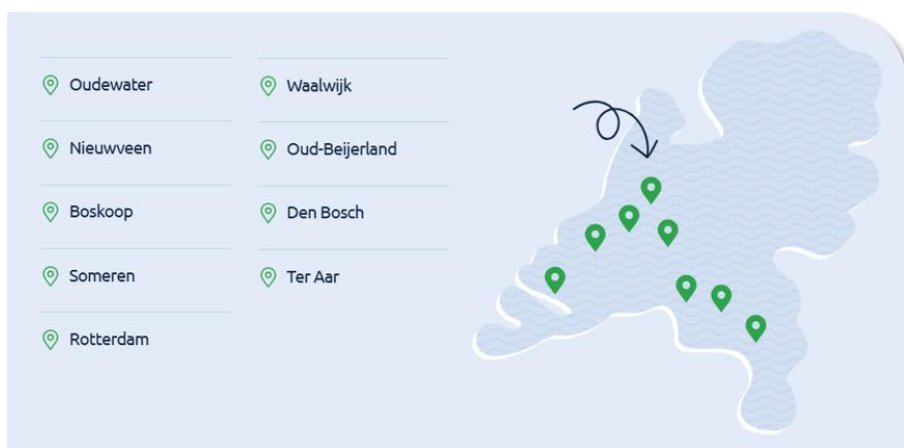 Oudewater
Nieuwveen
Boskoop
Someren
Rotterdam
Waalwijk
Oud-Beijerland
Den Bosch
Ter Aar